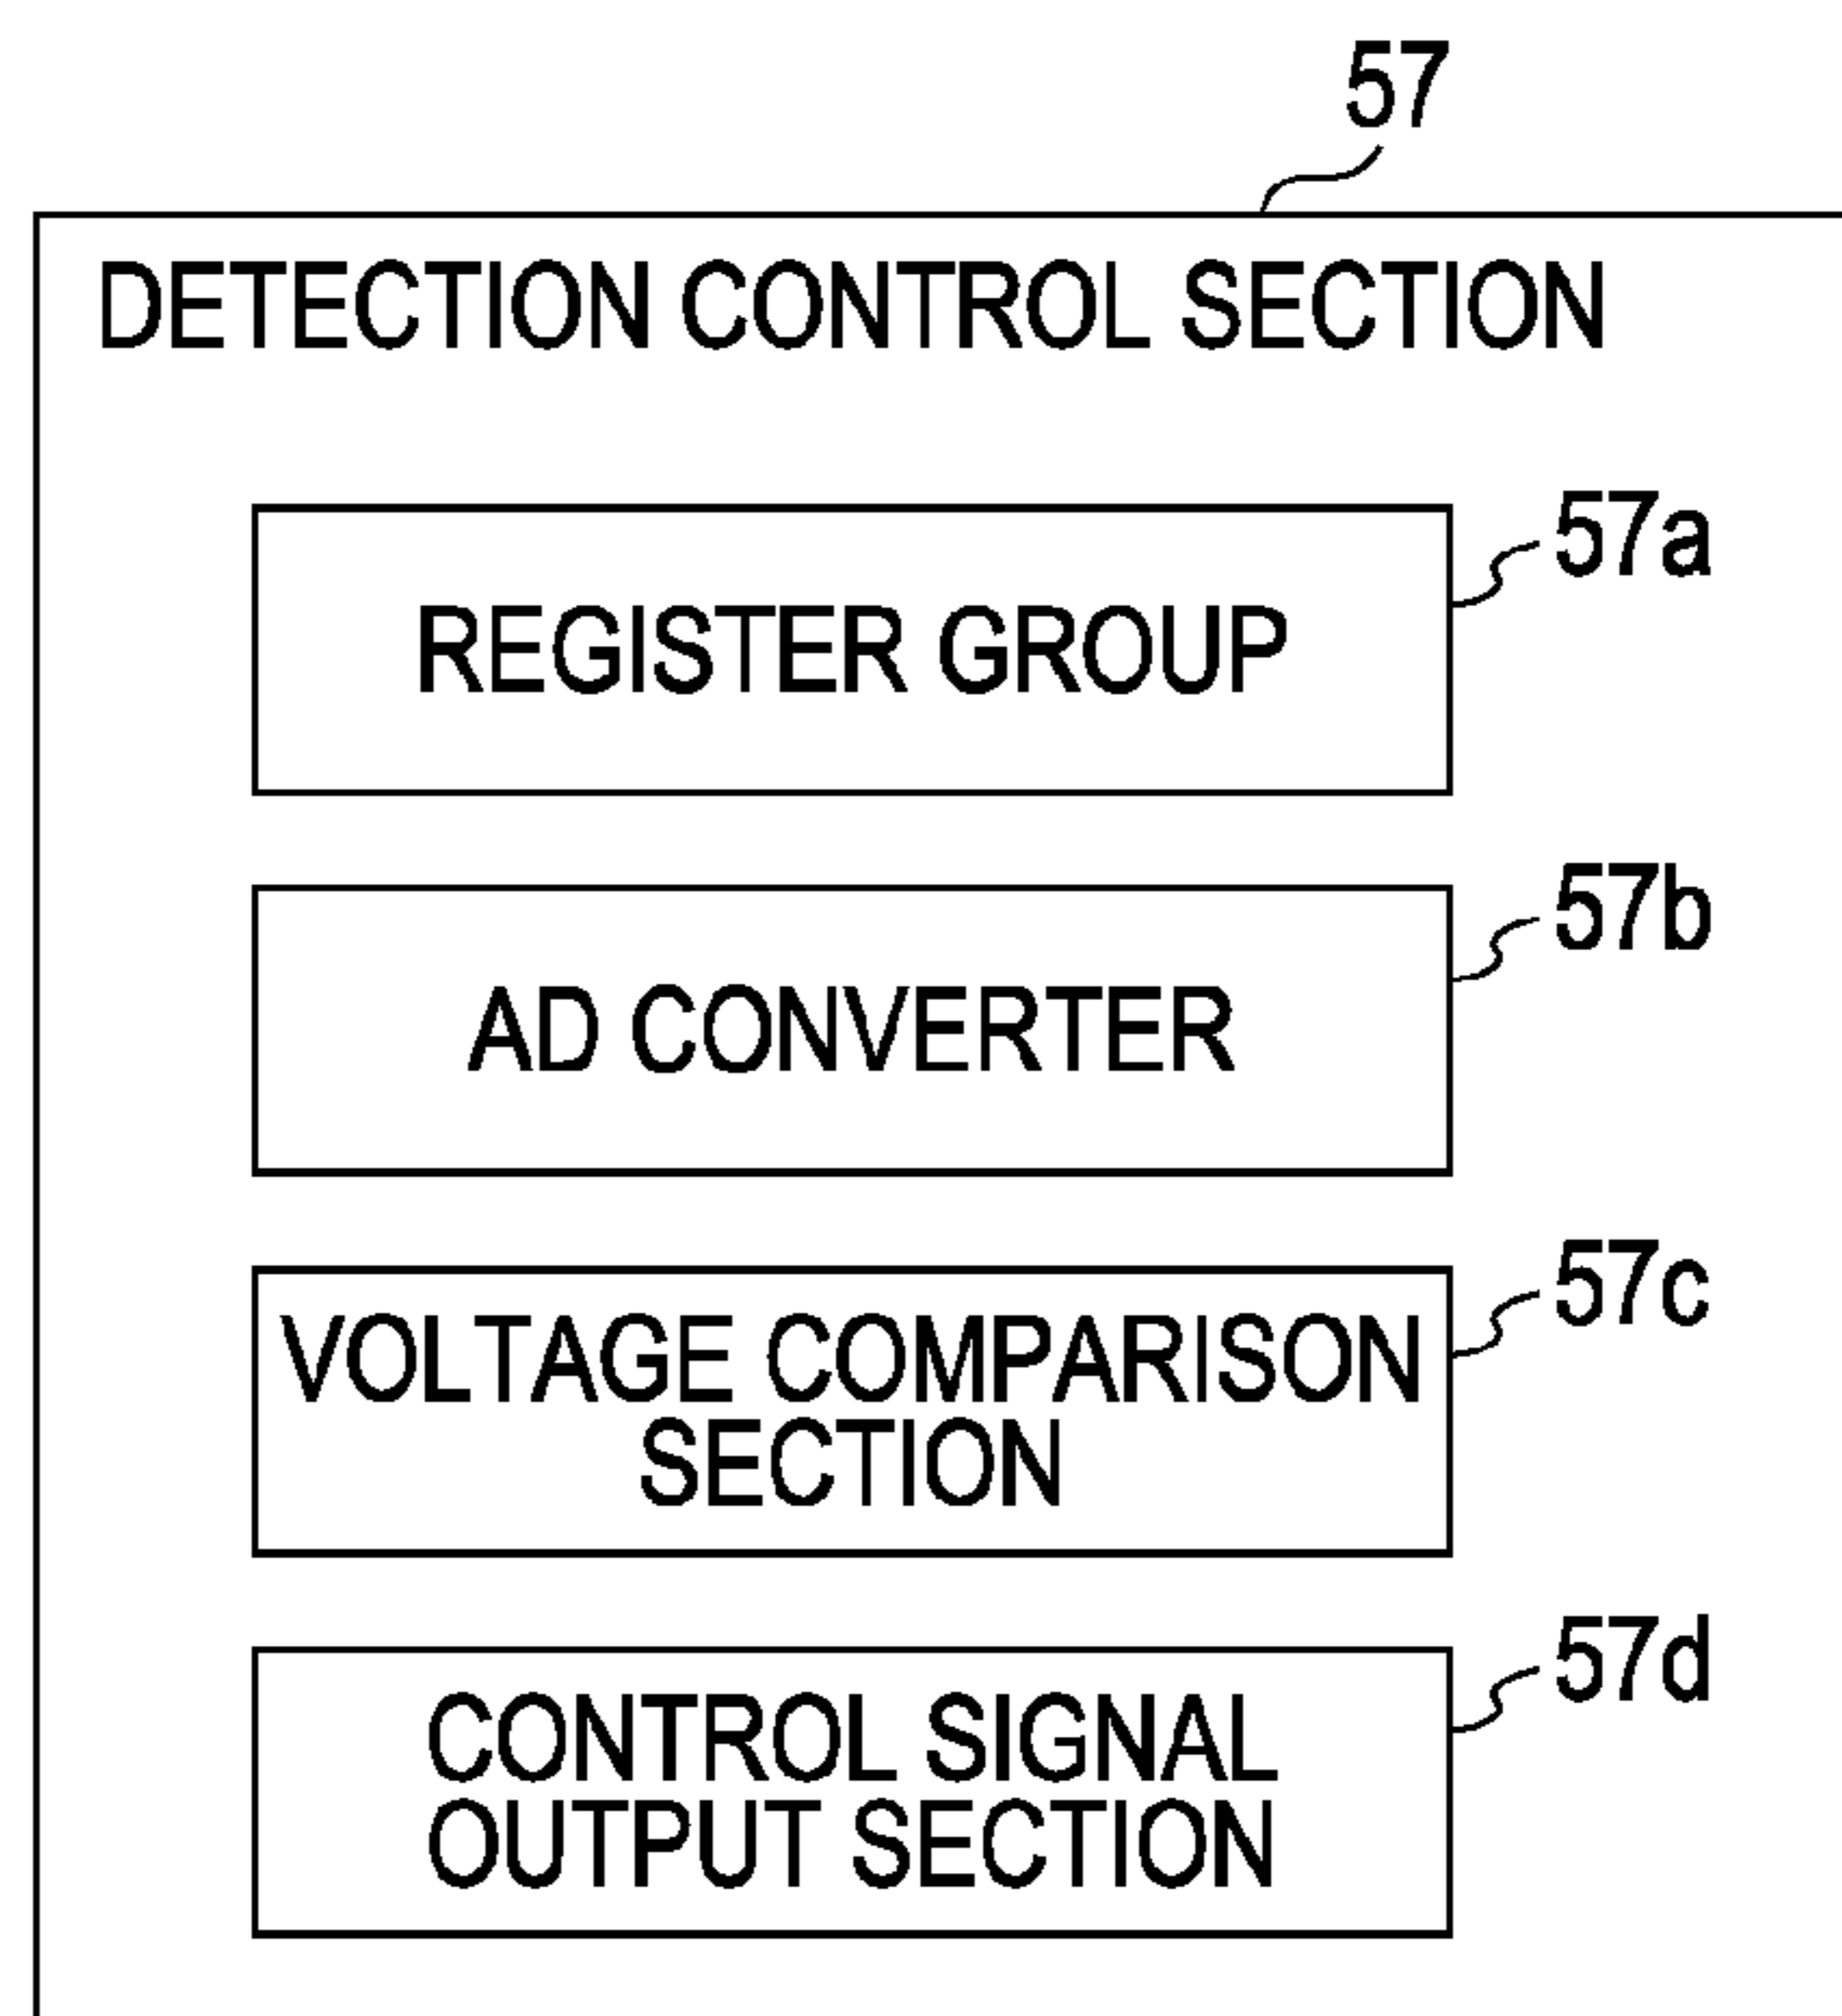 57
DETECTION CONTROL SECTION
REGISTER GROUP
57a
AD CONVERTER
57b
VOLTAGE COMPARISON
SECTION
57c
CONTROL SIGNAL
OUTPUT SECTION
57d